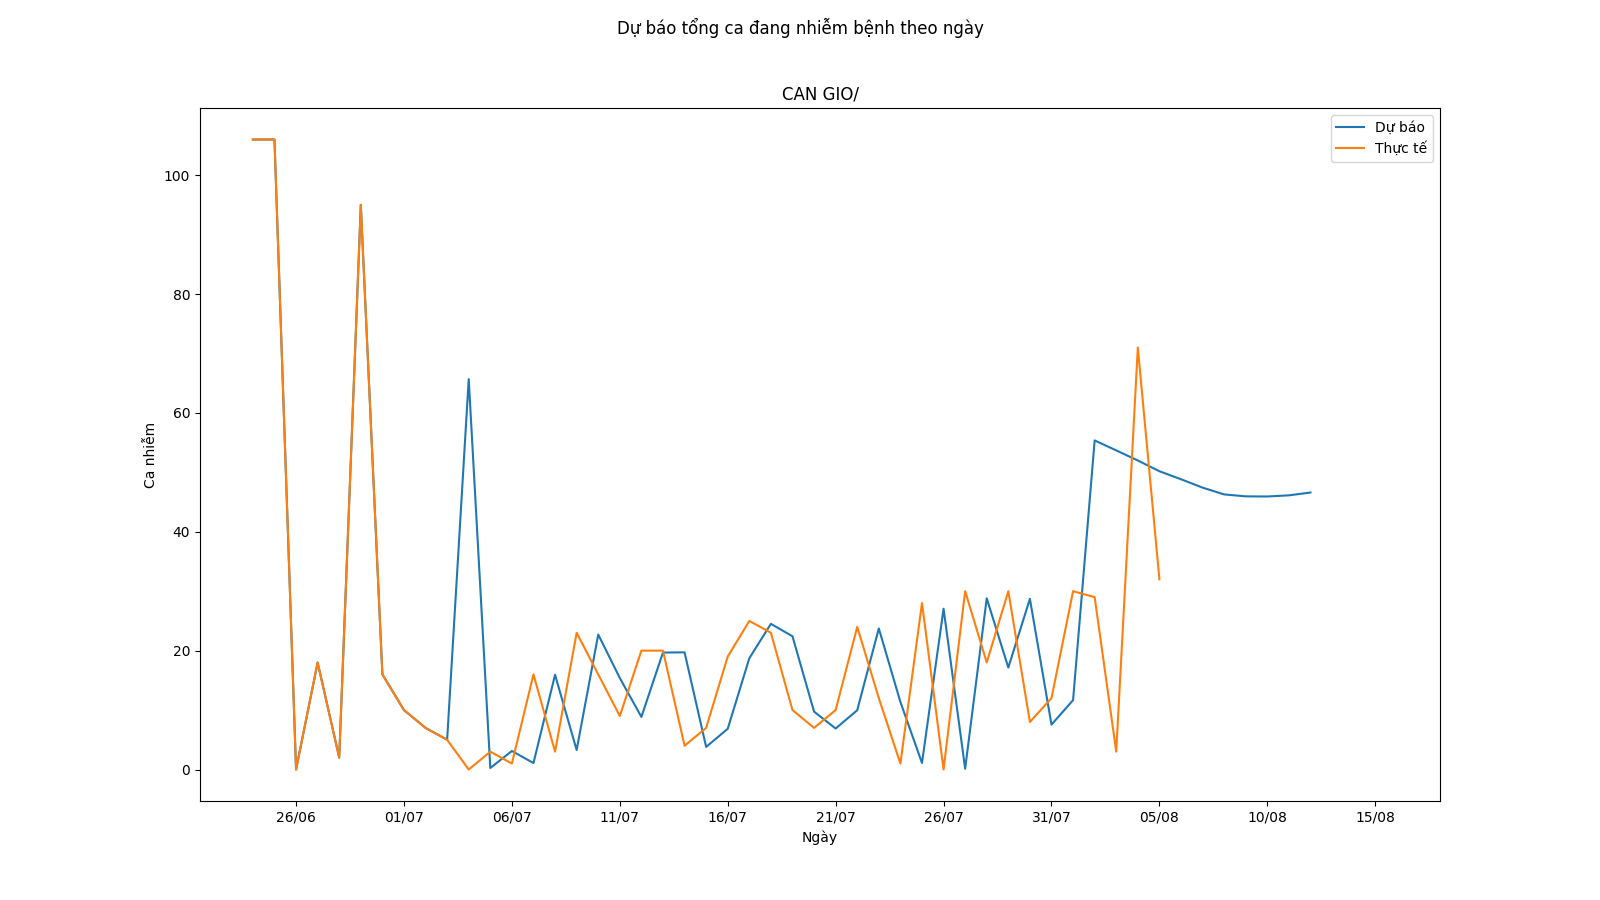 Dự báo tổng ca đang nhiễm bệnh theo ngày
CAN GIO/
Dự báo
Thực tế
100
80
60
40
20
0
Ca nhiễm
26/06 01/07 06/07 11/07 16/07 21/07 26/07 31/07 05/08 10/08 15/08
Ngày